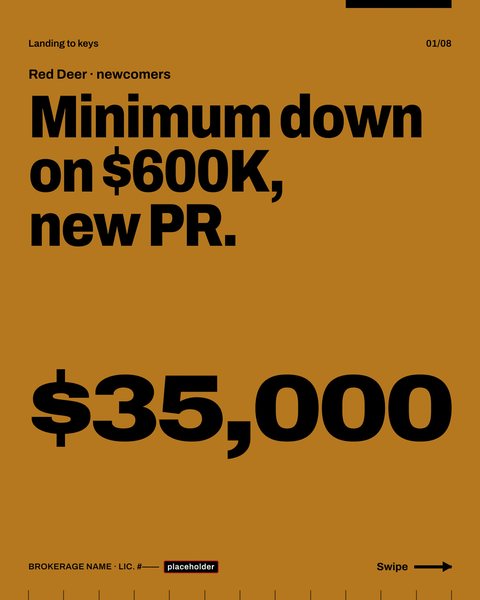 Landing to keys
01/08
Red Deer · newcomers
Minimum down
on $600K,
new PR.
$35,000
BROKERAGE NAME · LIC. #—— placeholder
Swipe